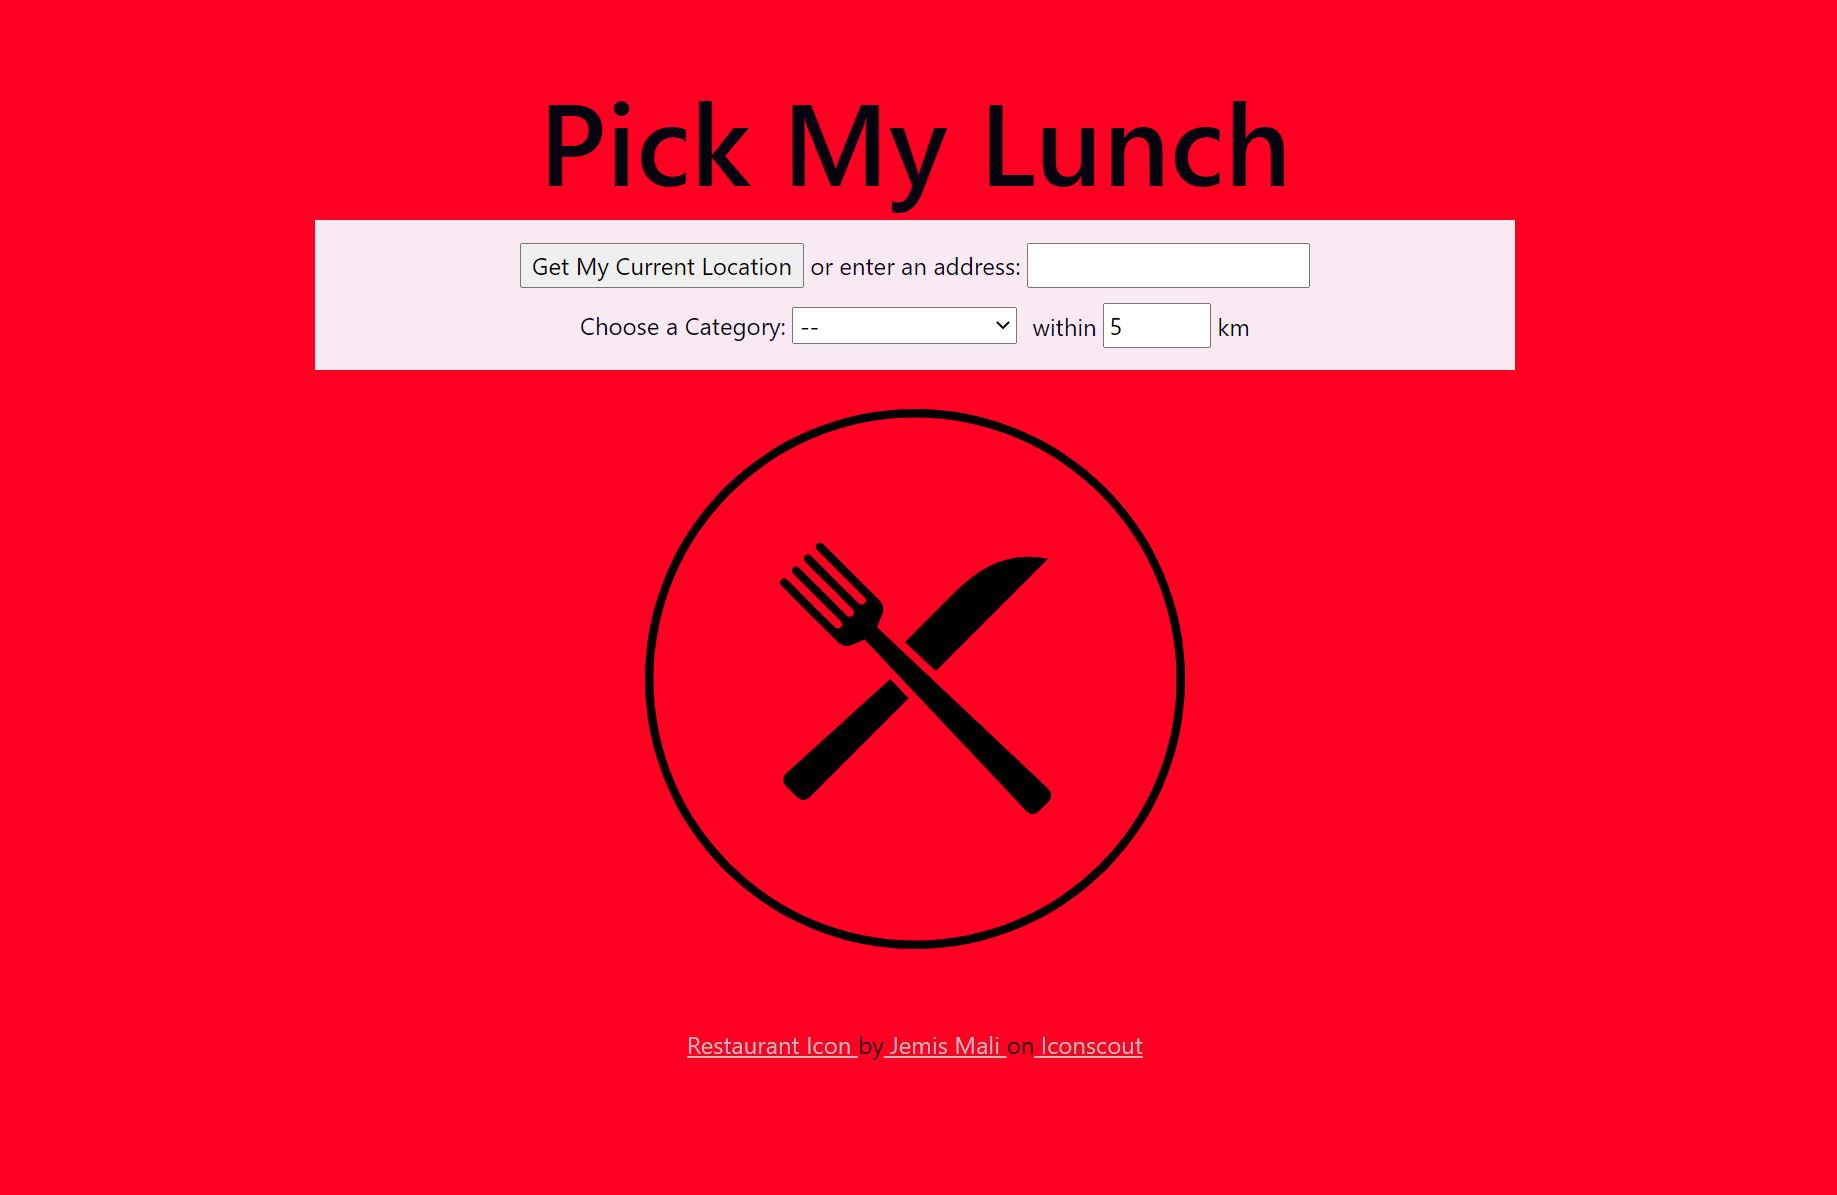 Pick My Lunch
Get My Current Location or enter an address:
Choose a Category: -- within 5 km
Restaurant Icon by Jemis Mali on Iconscout